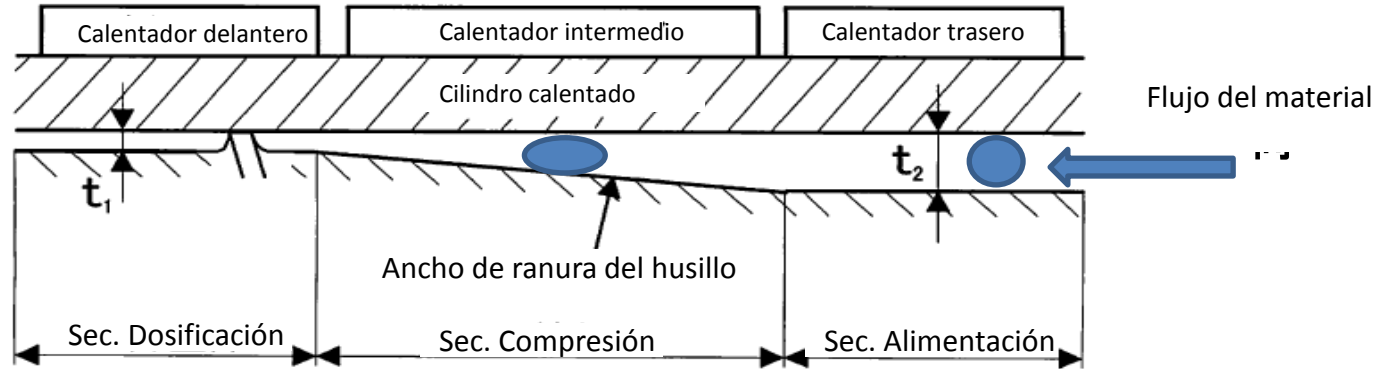 Calentador delantero
Calentador intermedio
Calentador trasero
Cilindro calentado
Flujo del material
t₁
t₂
Ancho de ranura del husillo
Sec. Dosificación
Sec. Compresión
Sec. Alimentación